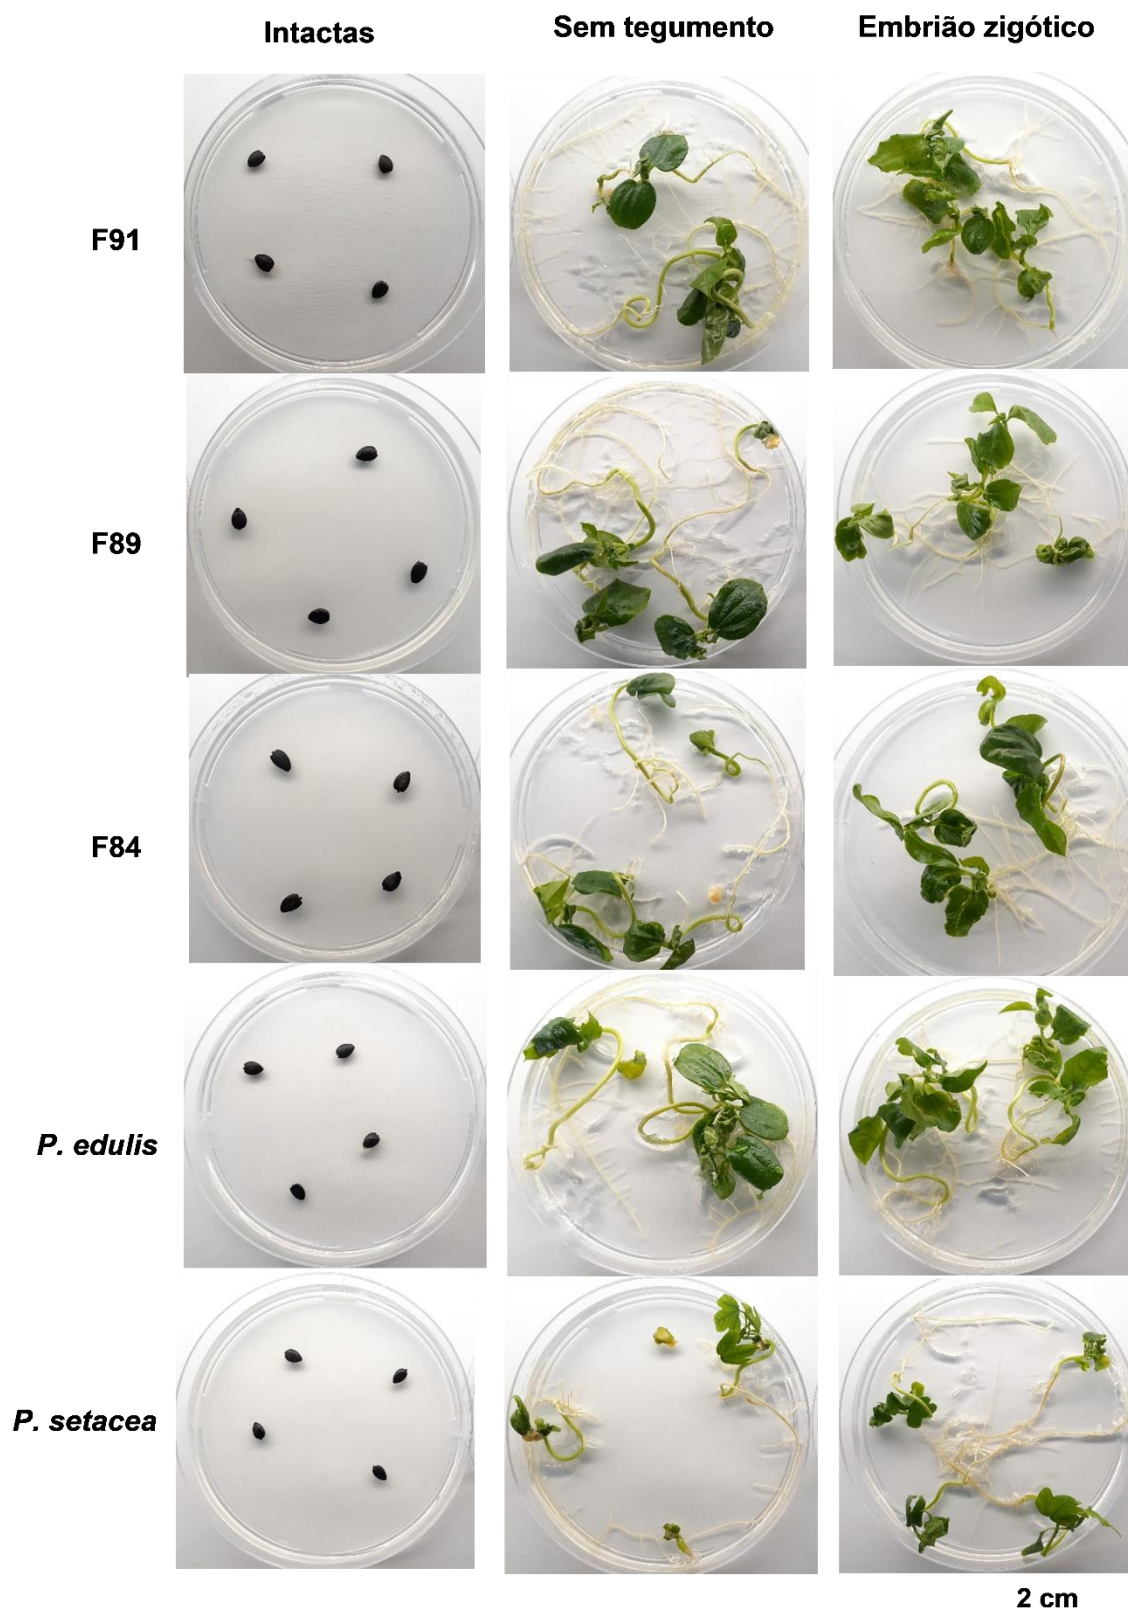 Intactas
Sem tegumento
Embrião zigótico
F91
F89
F84
P. edulis
P. setacea
2 cm